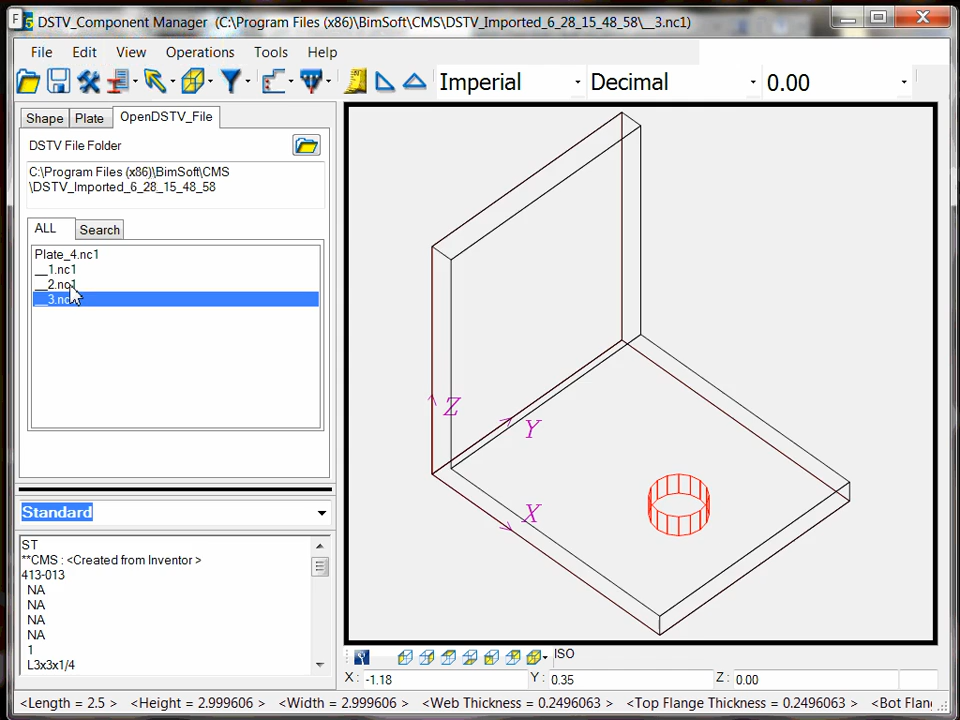 F 5 DSTV_Component Manager (C:\Program Files (x86)\BimSoft\CMS\DSTV_Imported_6_28_15_48_58\__3.nc1)
File Edit View Operations Tools Help
Imperial Decimal 0.00
Shape Plate OpenDSTV_File
DSTV File Folder
C:\Program Files (x86)\BimSoft\CMS
\DSTV_Imported_6_28_15_48_58
ALL Search
Plate_4.nc1
__1.nc1
__2.nc1
__3.nc
Z
Y
X
Standard
ST
**CMS : <Created from Inventor >
413-013
NA
NA
NA
NA
1
L3x3x1/4
ISO
X: -1.18 Y: 0.35 Z: 0.00
<Length = 2.5 > <Height = 2.999606> <Width = 2.999606> <Web Thickness = 0.2496063> <Top Flange Thickness = 0.2496063> <Bot Flan